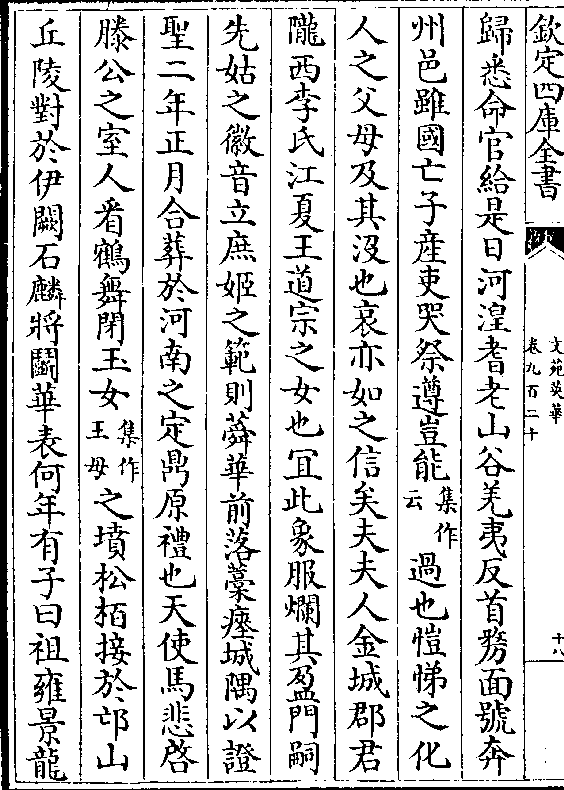 欽定四庫全書
文苑英華
卷九百二十
十八
歸悉命官給是日河湟耆老山谷羌夷反首剺面號奔
州邑雖國亡子産吏哭祭遵豈能集作云過也愷悌之化
人之父母及其没也哀亦如之信矣夫夫人金城郡君
隴西李氏江夏王道宗之女也宜此象服爛其盈門嗣
先姑之徽音立庶姬之範則蕣華前落藁瘞城隅以證
聖二年正月合葬於河南之定鼎原禮也天使馬悲啓
滕公之室人看鶴舞閉王女集作王母之墳松栢接於邙山
丘陵對於伊闕石麟將鬭華表何年有子曰祖雍景龍